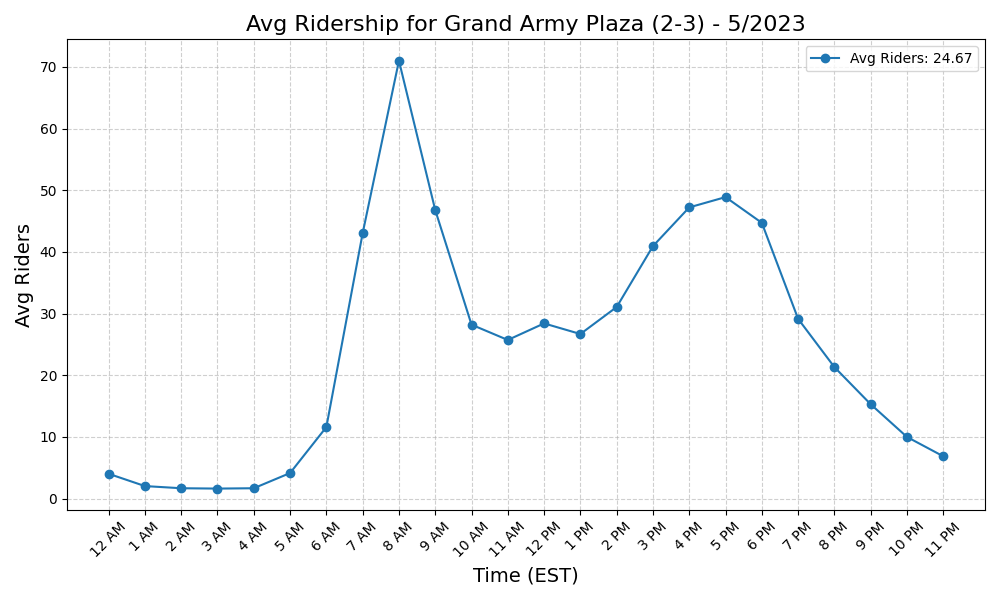 Avg Ridership for Grand Army Plaza (2-3) - 5/2023
Avg Riders: 24.67
Avg Riders
70
60
50
40
30
20
10
0
12 AM
1 AM
2 AM
3 AM
4 AM
5 AM
6 AM
7 AM
8 AM
9 AM
10 AM
11 AM
12 PM
1 PM
2 PM
3 PM
4 PM
5 PM
6 PM
7 PM
8 PM
9 PM
10 PM
11 PM
Time (EST)